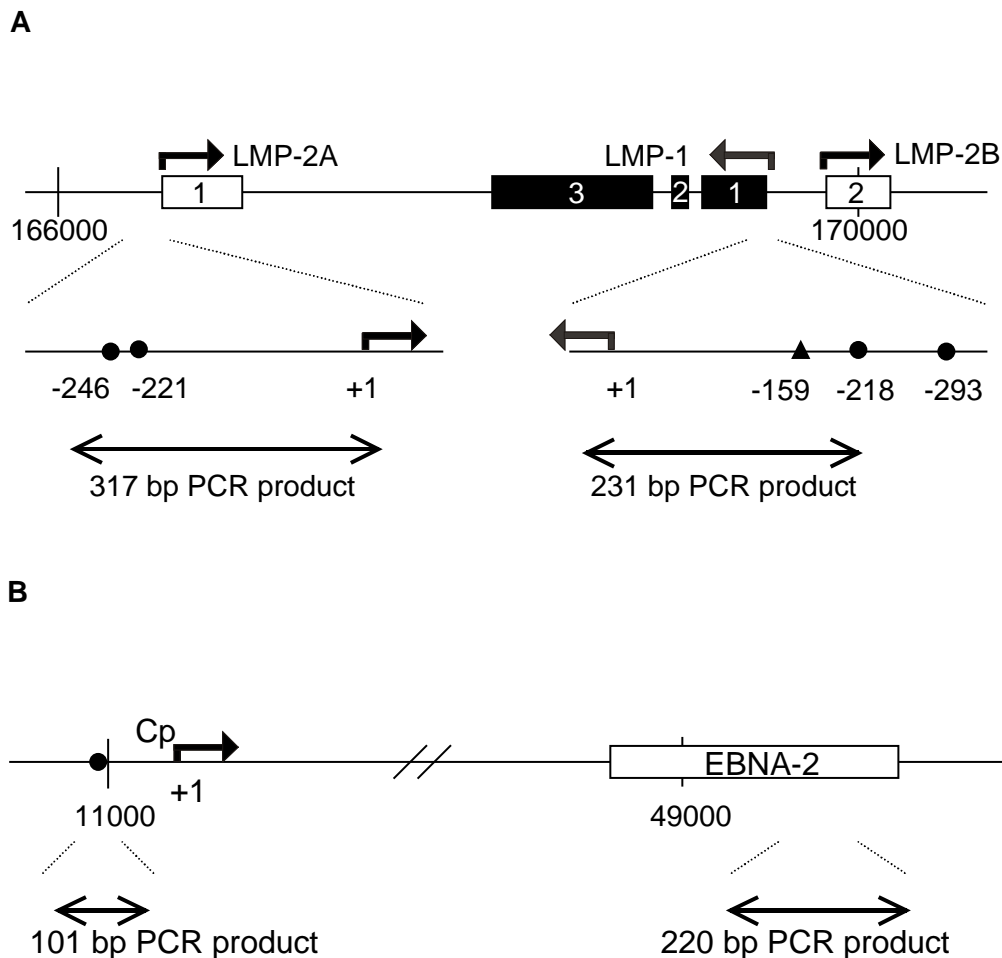 A
LMP-2A LMP-1 LMP-2B
1 3 2 1 2
166000 170000
-246 -221 +1 +1 -159 -218 -293
317 bp PCR product 231 bp PCR product
B
Cp
EBNA-2
+1
11000 49000
101 bp PCR product 220 bp PCR product